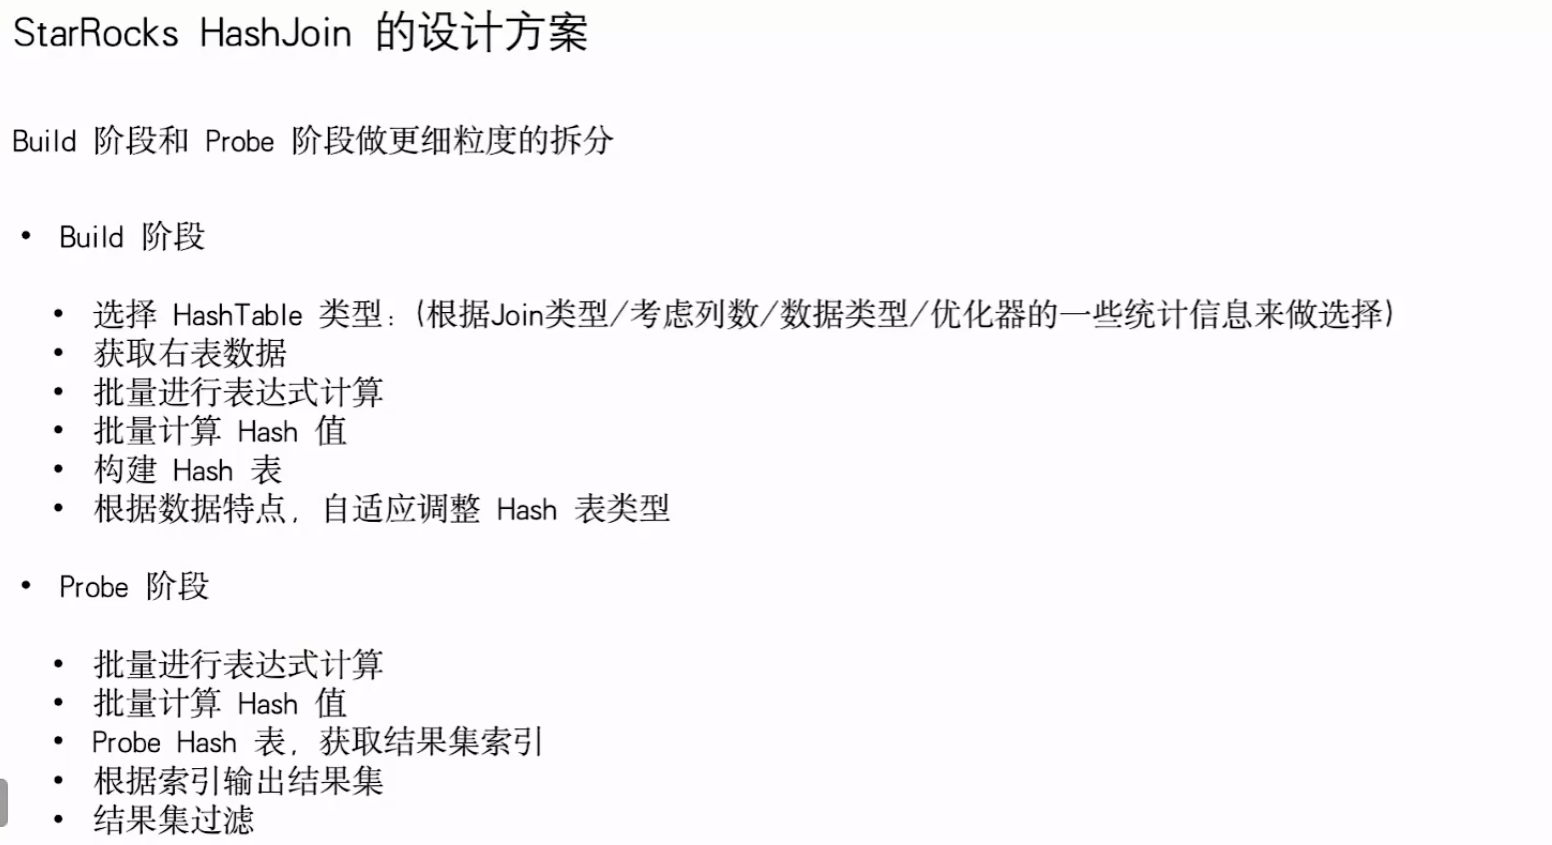 StarRocks HashJoin 的设计方案
Build 阶段和 Probe 阶段做更细粒度的拆分
• Build 阶段
• 选择 HashTable 类型：(根据Join类型/考虑列数/数据类型/优化器的一些统计信息来做选择)
• 获取右表数据
• 批量进行表达式计算
• 批量计算 Hash 值
• 构建 Hash 表
• 根据数据特点，自适应调整 Hash 表类型
• Probe 阶段
• 批量进行表达式计算
• 批量计算 Hash 值
• Probe Hash 表，获取结果集索引
• 根据索引输出结果集
• 结果集过滤